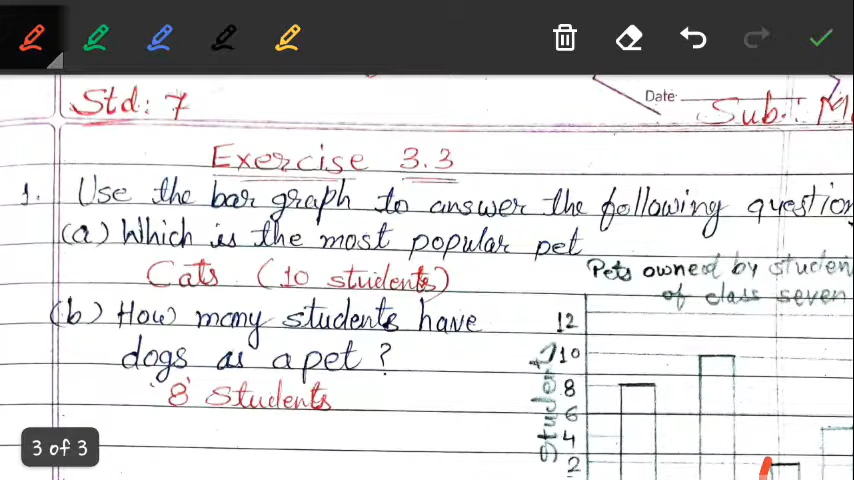 Date
Std: 7
Sub.: M
Exercise 3.3
1. Use the bar graph to answer the following question
(a) Which is the most popular pet
Cats (10 students)
Pets owned by studen
of class seven
(b) How many students have
dogs as a pet?
8 Students
Students
12
10
8
6
4
2
3 of 3